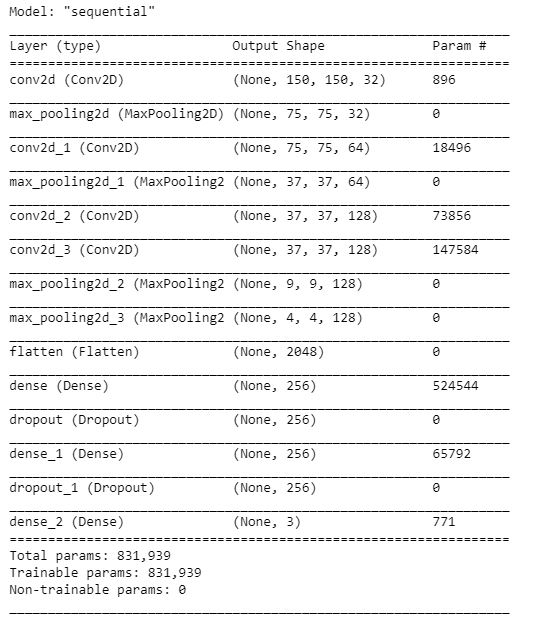 Model: "sequential"
Layer (type) Output Shape Param #
conv2d (Conv2D) (None, 150, 150, 32) 896
max_pooling2d (MaxPooling2D) (None, 75, 75, 32) 0
conv2d_1 (Conv2D) (None, 75, 75, 64) 18496
max_pooling2d_1 (MaxPooling2 (None, 37, 37, 64) 0
conv2d_2 (Conv2D) (None, 37, 37, 128) 73856
conv2d_3 (Conv2D) (None, 37, 37, 128) 147584
max_pooling2d_2 (MaxPooling2 (None, 9, 9, 128) 0
max_pooling2d_3 (MaxPooling2 (None, 4, 4, 128) 0
flatten (Flatten) (None, 2048) 0
dense (Dense) (None, 256) 524544
dropout (Dropout) (None, 256) 0
dense_1 (Dense) (None, 256) 65792
dropout_1 (Dropout) (None, 256) 0
dense_2 (Dense) (None, 3) 771
Total params: 831,939
Trainable params: 831,939
Non-trainable params: 0